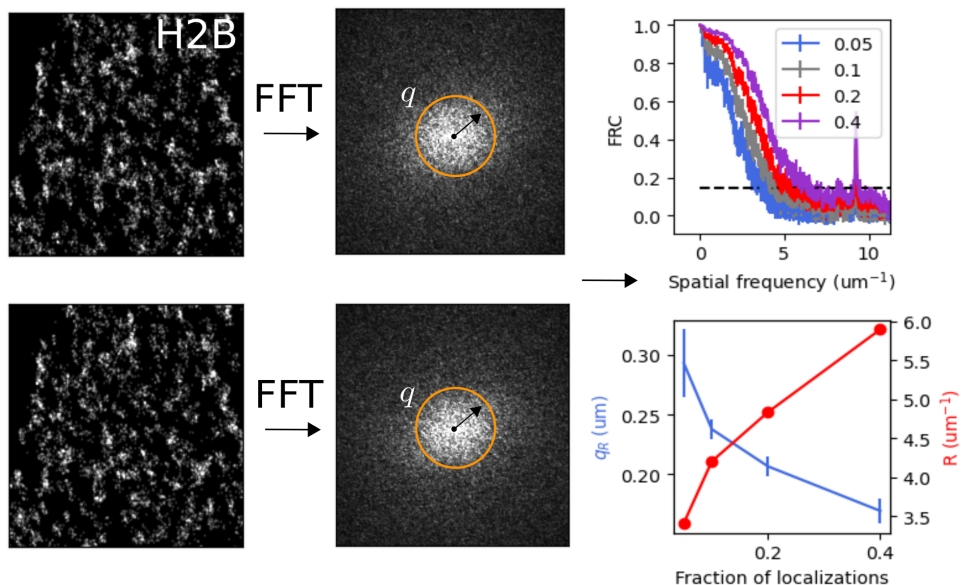 H2B
FFT
q
FFT
q
1.0
0.8
0.6
0.4
0.2
0.0
FRC
0.05
0.1
0.2
0.4
0
5
10
Spatial frequency (um⁻¹)
0.30
0.25
0.20
q_R (um)
6.0
5.5
5.0
4.5
4.0
3.5
R (um⁻¹)
0.2
0.4
Fraction of localizations